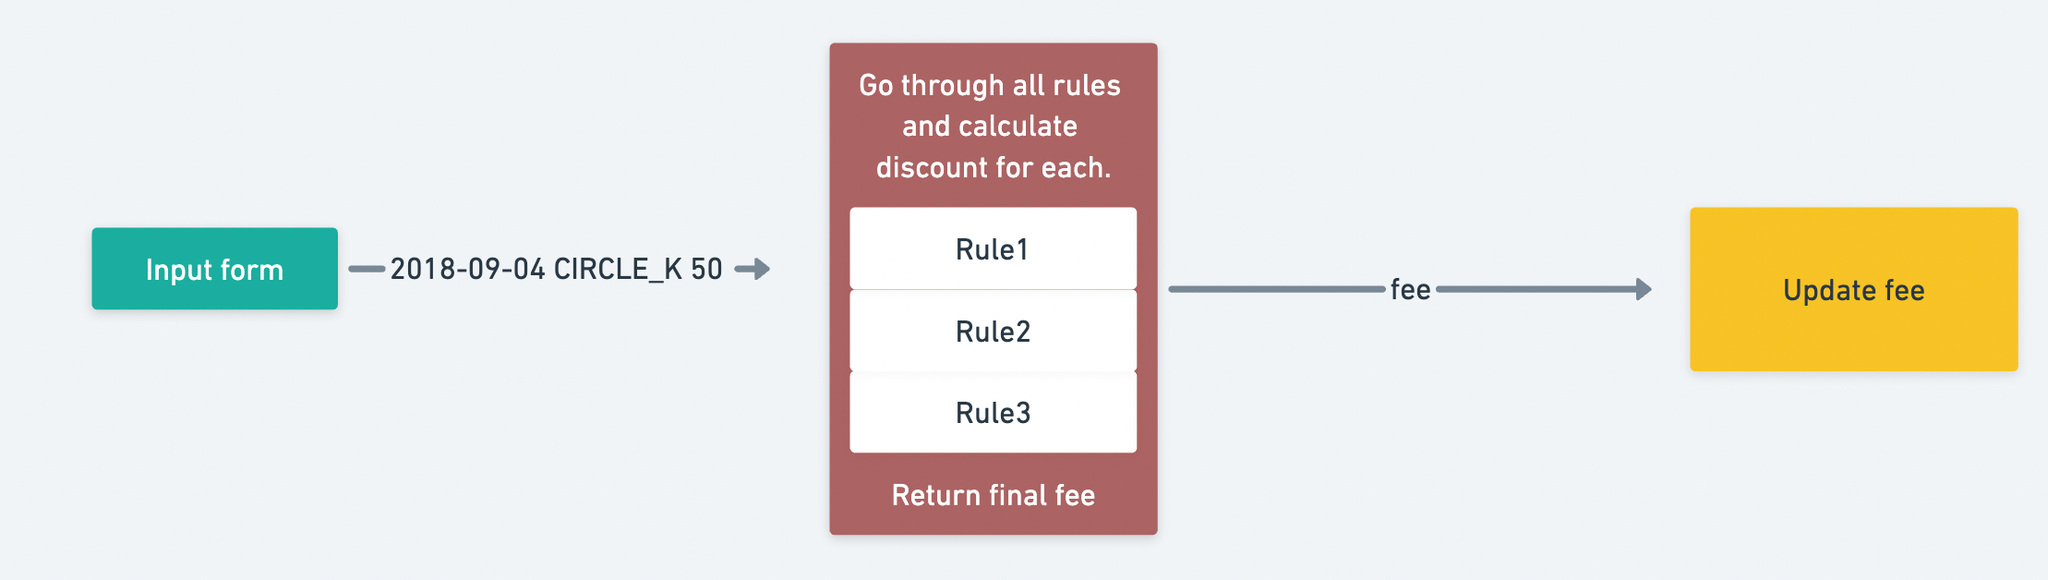 Input form
2018-09-04 CIRCLE_K 50
Go through all rules
and calculate
discount for each.
Rule1
Rule2
Rule3
Return final fee
fee
Update fee